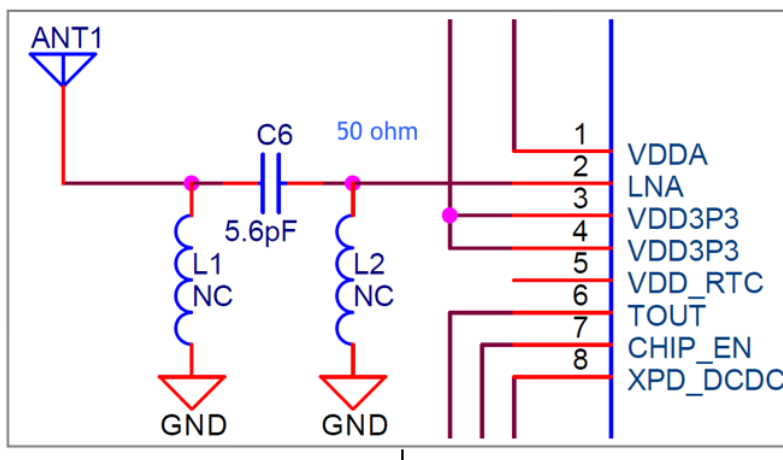 ANT1
C6
50 ohm
5.6pF
L1
NC
L2
NC
GND
GND
1
VDDA
2
LNA
3
VDD3P3
4
VDD3P3
5
VDD_RTC
6
TOUT
7
CHIP_EN
8
XPD_DCDC